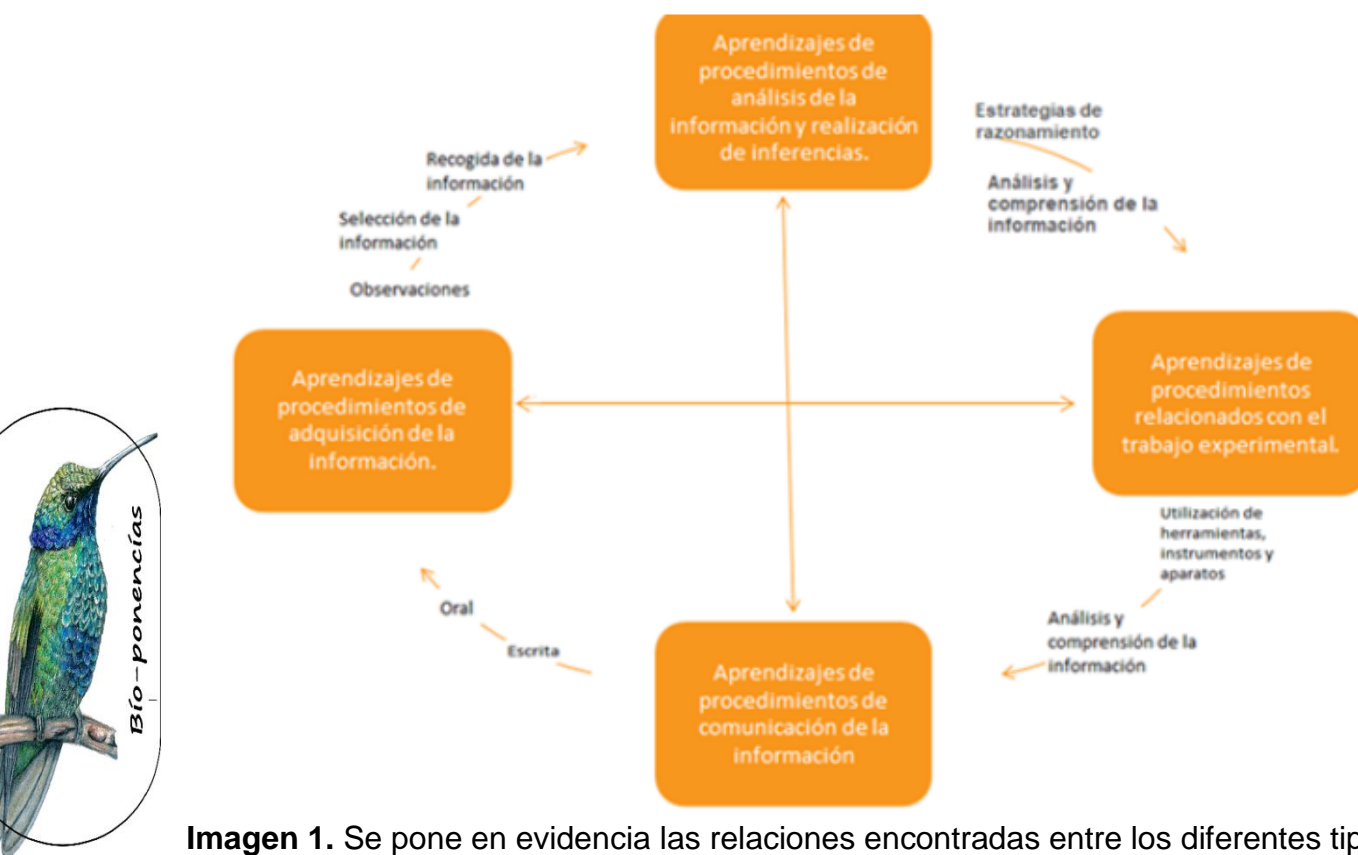 Aprendizajes de
procedimientos de
análisis de la
información y realización
de inferencias.
Estrategias de
razonamiento
Análisis y
comprensión de la
información
Recogida de la
información
Selección de la
información
Observaciones
Aprendizajes de
procedimientos de
adquisición de la
información.
Aprendizajes de
procedimientos
relacionados con el
trabajo experimental.
Utilización de
herramientas,
instrumentos y
aparatos
Análisis y
comprensión de la
información
Oral
Escrita
Aprendizajes de
procedimientos de
comunicación de la
información
Bío-ponencías
Imagen 1. Se pone en evidencia las relaciones encontradas entre los diferentes tip